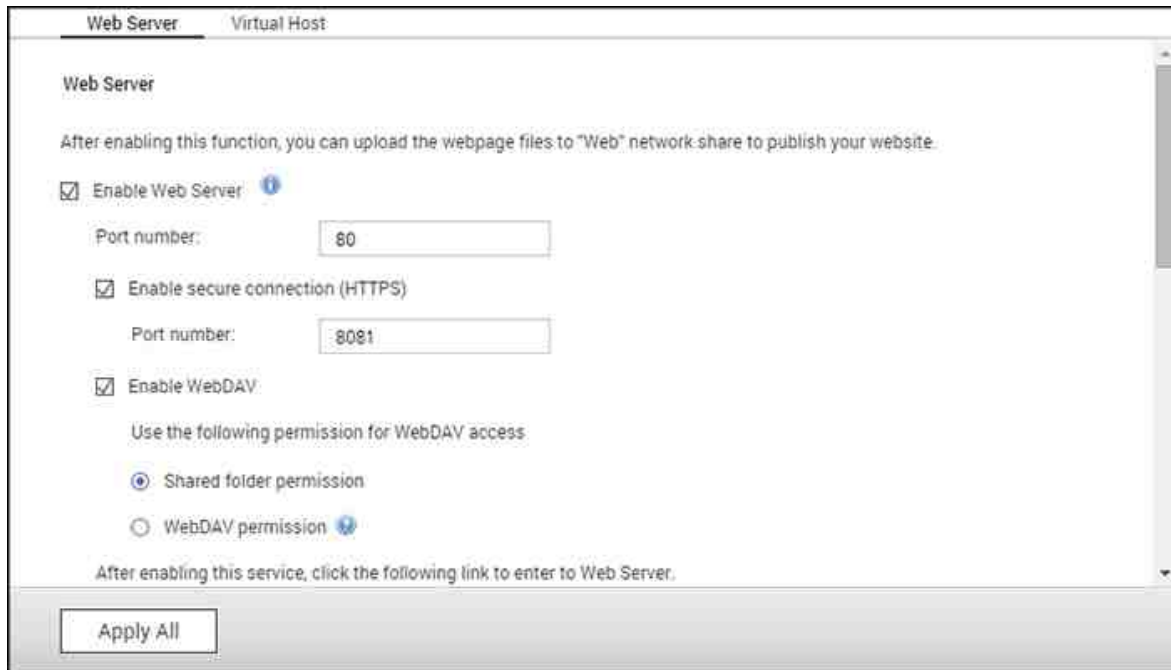 Web Server Virtual Host
Web Server
After enabling this function, you can upload the webpage files to "Web" network share to publish your website.
Enable Web Server
Port number: 80
Enable secure connection (HTTPS)
Port number: 8081
Enable WebDAV
Use the following permission for WebDAV access
Shared folder permission
WebDAV permission
After enabling this service, click the following link to enter to Web Server.
Apply All